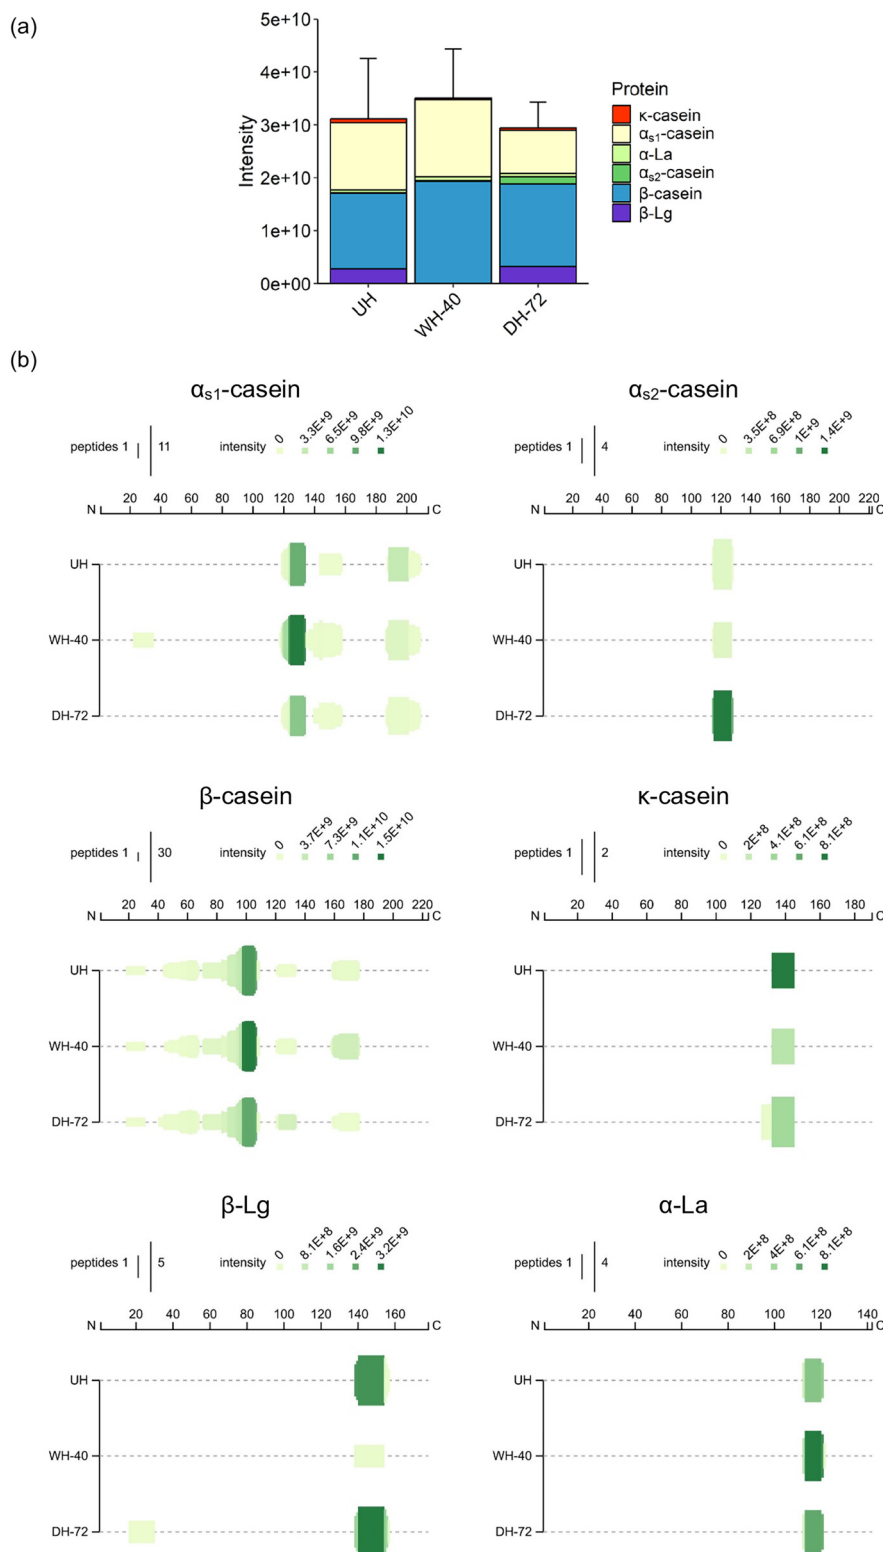 (a)
5e+10
4e+10
3e+10
2e+10
1e+10
0e+00
Intensity
UH
WH-40
DH-72
Protein
κ-casein
αs1-casein
α-La
αs2-casein
β-casein
β-Lg
(b)
αs1-casein
peptides 1 11 intensity 0 3.3E+9 6.5E+9 9.8E+9 1.3E+10
N 20 40 60 80 100 120 140 160 180 200 C
UH
WH-40
DH-72
αs2-casein
peptides 1 4 intensity 0 3.5E+8 6.9E+8 1E+9 1.4E+9
N 20 40 60 80 100 120 140 160 180 200 220 C
UH
WH-40
DH-72
β-casein
peptides 1 30 intensity 0 3.7E+9 7.3E+9 1.1E+10 1.5E+10
N 20 40 60 80 100 120 140 160 180 200 220 C
UH
WH-40
DH-72
κ-casein
peptides 1 2 intensity 0 2E+8 4.1E+8 6.1E+8 8.1E+8
N 20 40 60 80 100 120 140 160 180 C
UH
WH-40
DH-72
β-Lg
peptides 1 5 intensity 0 8.1E+8 1.6E+9 2.4E+9 3.2E+9
N 20 40 60 80 100 120 140 160 C
UH
WH-40
DH-72
α-La
peptides 1 4 intensity 0 2E+8 4E+8 6.1E+8 8.1E+8
N 20 40 60 80 100 120 140 C
UH
WH-40
DH-72